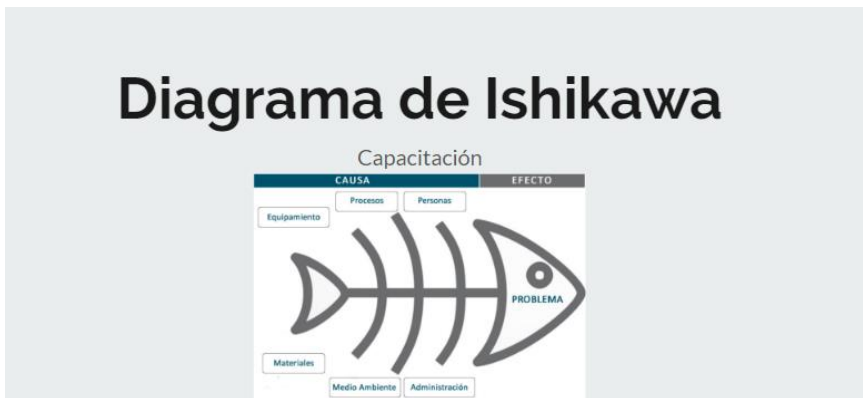 Diagrama de Ishikawa
Capacitación
CAUSA EFECTO
Procesos Personas
Equipamiento
PROBLEMA
Materiales
Medio Ambiente Administración